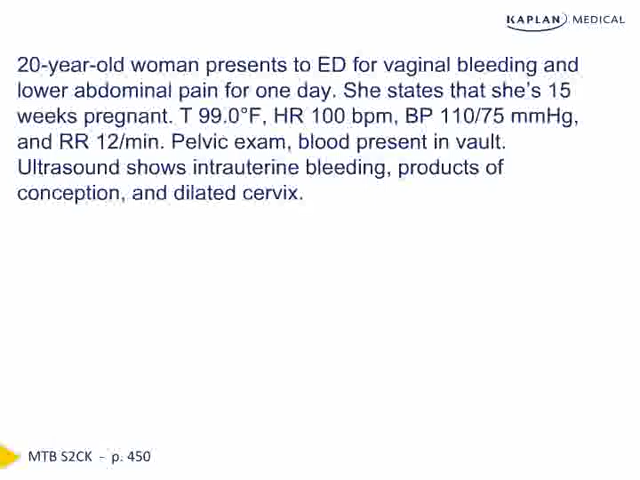 KAPLAN MEDICAL
20-year-old woman presents to ED for vaginal bleeding and
lower abdominal pain for one day. She states that she's 15
weeks pregnant. T 99.0°F, HR 100 bpm, BP 110/75 mmHg,
and RR 12/min. Pelvic exam, blood present in vault.
Ultrasound shows intrauterine bleeding, products of
conception, and dilated cervix.
MTB S2CK - p. 450